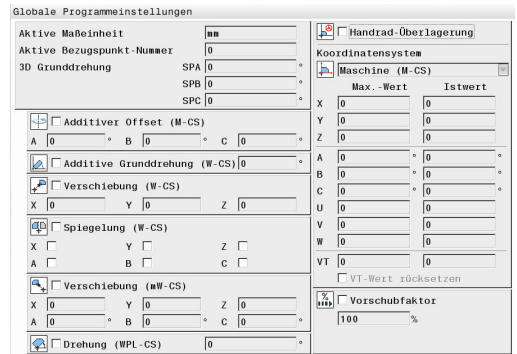 Globale Programmeinstellungen
Aktive Maßeinheit mm
Aktive Bezugspunkt-Nummer 0
3D Grunddrehung SPA 0 °
SPB 0 °
SPC 0 °
Additiver Offset (M-CS)
A 0 ° B 0 ° C 0 °
Additive Grunddrehung (W-CS) 0 °
Verschiebung (W-CS)
X 0 Y 0 Z 0
Spiegelung (W-CS)
X Y Z
A B C
Verschiebung (mW-CS)
X 0 Y 0 Z 0
A 0 ° B 0 ° C 0 °
Drehung (WPL-CS) 0 °
Handrad-Überlagerung
Koordinatensystem
Maschine (M-CS)
Max.-Wert Istwert
X 0 0
Y 0 0
Z 0 0
A 0 ° 0 °
B 0 ° 0 °
C 0 ° 0 °
U 0 0
V 0 0
W 0 0
VT 0 0
VT-Wert rücksetzen
% Vorschubfaktor
100 %